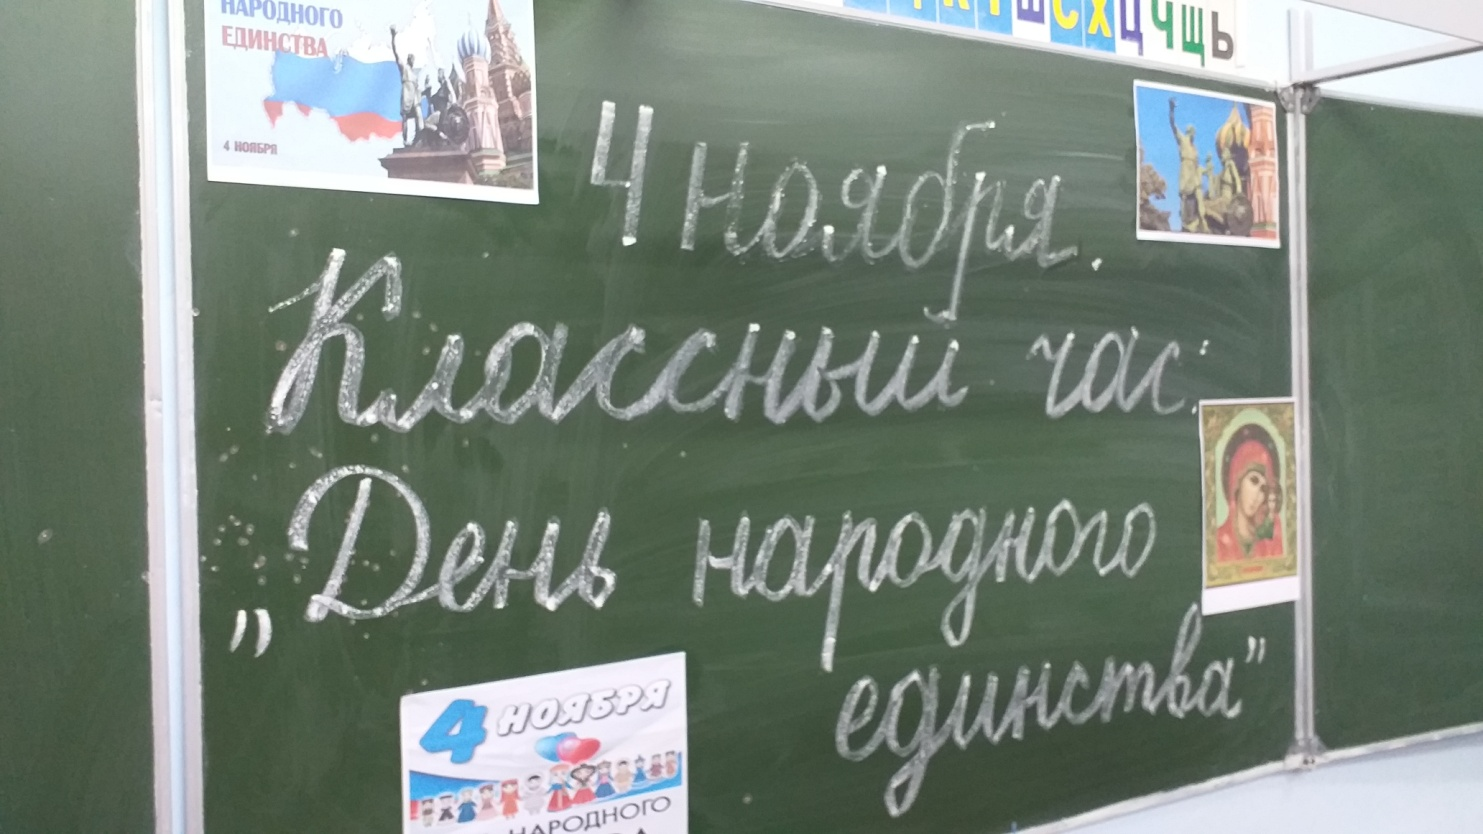 НАРОДНОГО
ЕДИНСТВА
4 НОЯБРЯ
Ш С Х Ц Ч Щ Ь
4 ноября.
Классный час:
„День народного
единства”
4 НОЯБРЯ
НАРОДНОГО